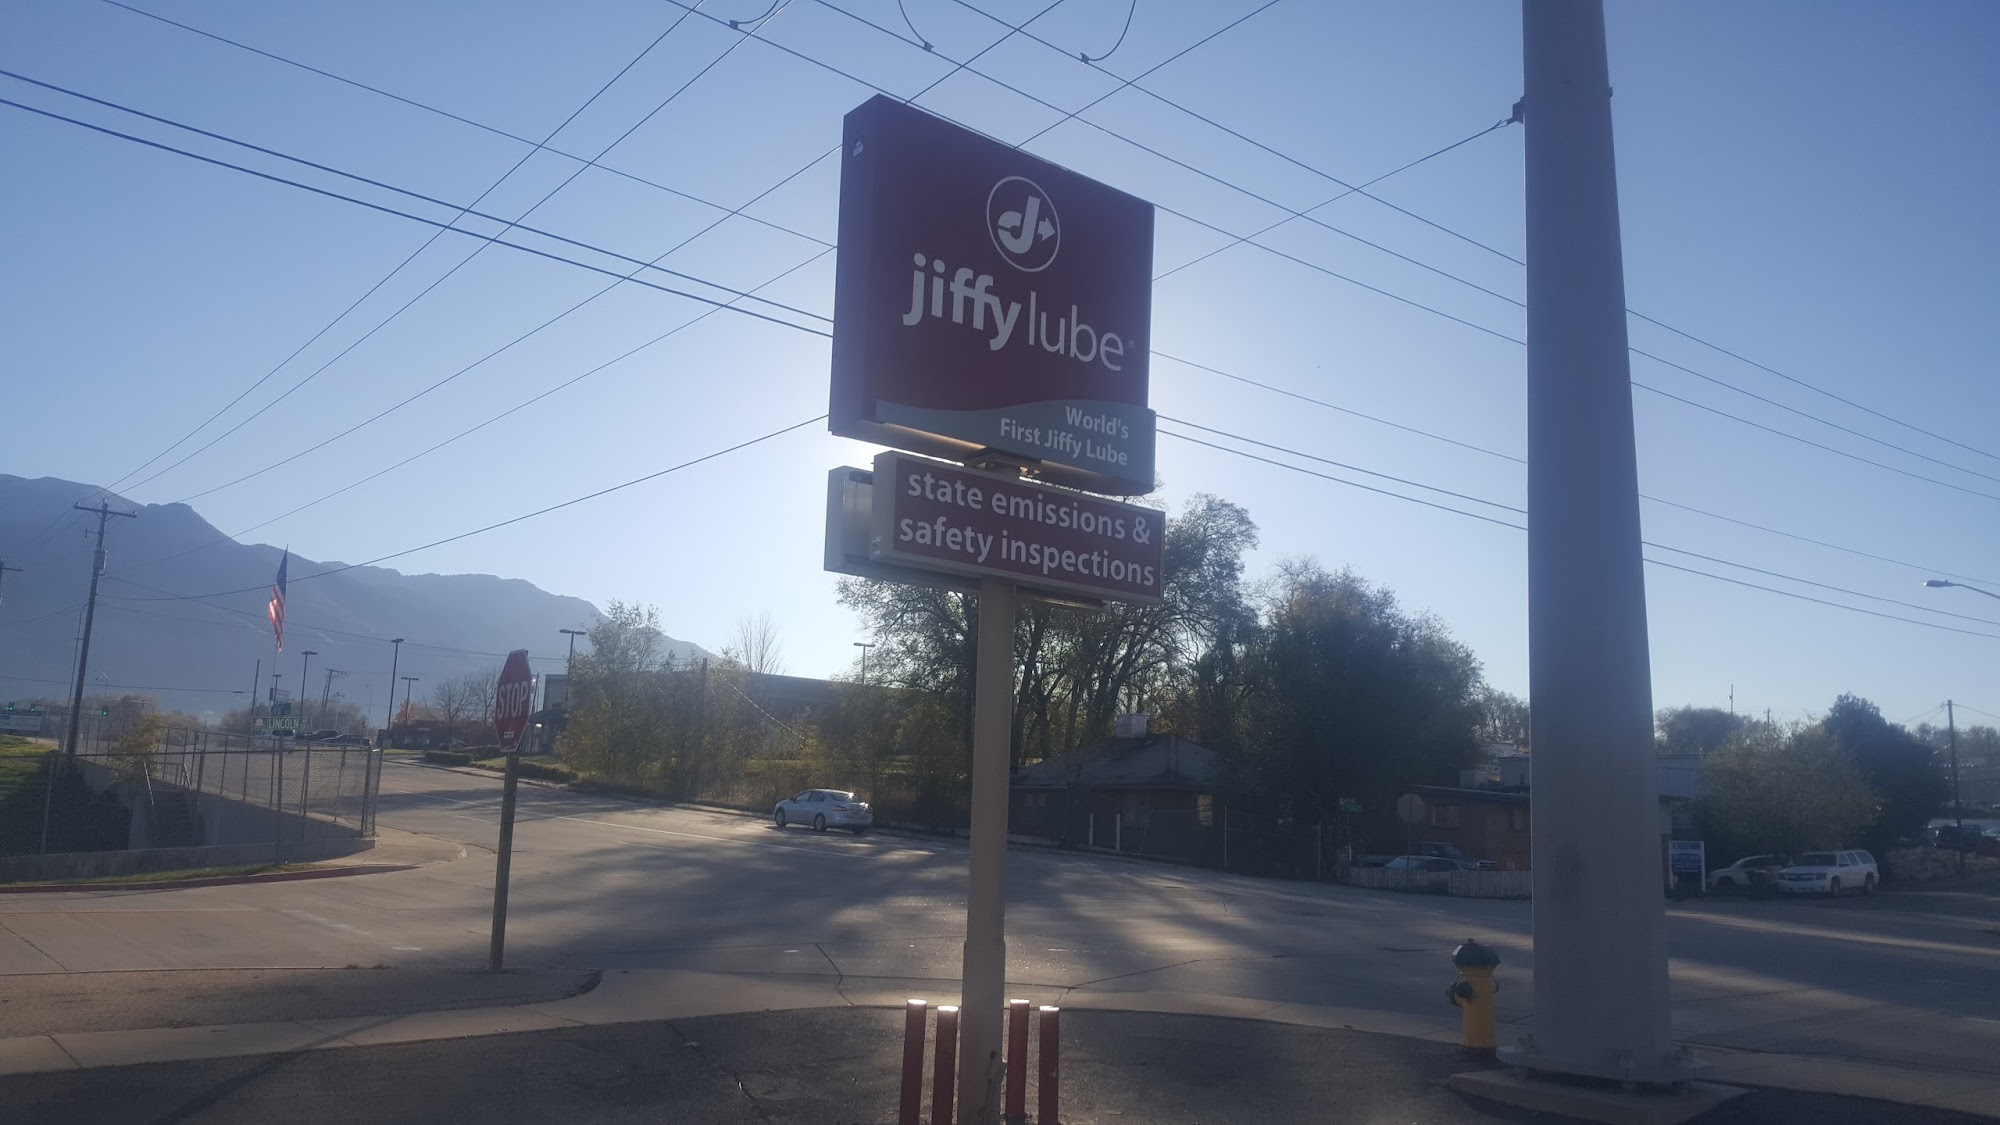 jiffy lube
World's
First Jiffy Lube
state emissions &
safety inspections
STOP
LINCOLN